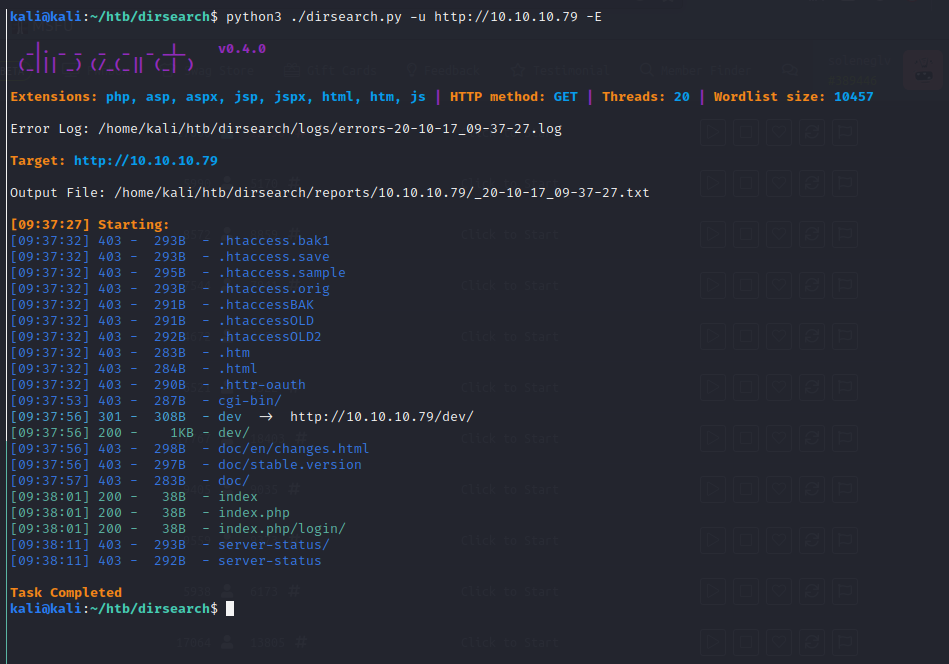 kali@kali:~/htb/dirsearch$ python3 ./dirsearch.py -u http://10.10.10.79 -E
v0.4.0
Extensions: php, asp, aspx, jsp, jspx, html, htm, js | HTTP method: GET | Threads: 20 | Wordlist size: 10457
Error Log: /home/kali/htb/dirsearch/logs/errors-20-10-17_09-37-27.log
Target: http://10.10.10.79
Output File: /home/kali/htb/dirsearch/reports/10.10.10.79/_20-10-17_09-37-27.txt
[09:37:27] Starting:
[09:37:32] 403 -  293B  - .htaccess.bak1
[09:37:32] 403 -  293B  - .htaccess.save
[09:37:32] 403 -  295B  - .htaccess.sample
[09:37:32] 403 -  293B  - .htaccess.orig
[09:37:32] 403 -  291B  - .htaccessBAK
[09:37:32] 403 -  291B  - .htaccessOLD
[09:37:32] 403 -  292B  - .htaccessOLD2
[09:37:32] 403 -  283B  - .htm
[09:37:32] 403 -  284B  - .html
[09:37:32] 403 -  290B  - .httr-oauth
[09:37:53] 403 -  287B  - cgi-bin/
[09:37:56] 301 -  308B  - dev  →  http://10.10.10.79/dev/
[09:37:56] 200 -    1KB - dev/
[09:37:56] 403 -  298B  - doc/en/changes.html
[09:37:56] 403 -  297B  - doc/stable.version
[09:37:57] 403 -  283B  - doc/
[09:38:01] 200 -   38B  - index
[09:38:01] 200 -   38B  - index.php
[09:38:01] 200 -   38B  - index.php/login/
[09:38:11] 403 -  293B  - server-status/
[09:38:11] 403 -  292B  - server-status
Task Completed
kali@kali:~/htb/dirsearch$